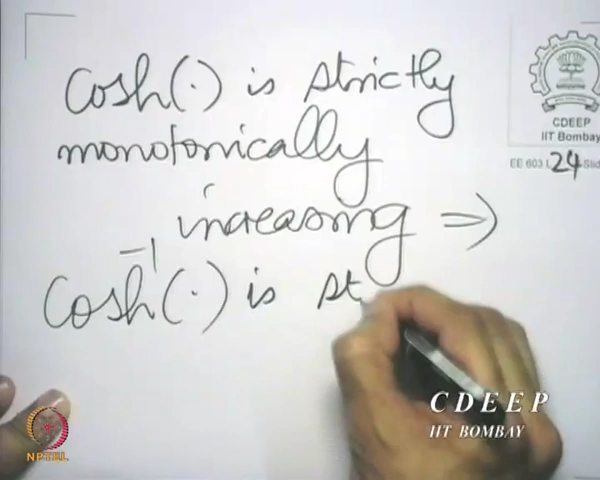 cosh(·) is strictly
monotonically
increasing ⇒
cosh⁻¹(·) is st
CDEEP
IIT Bombay
EE 603 L 24 Slid
CDEEP
IIT BOMBAY
NPTEL